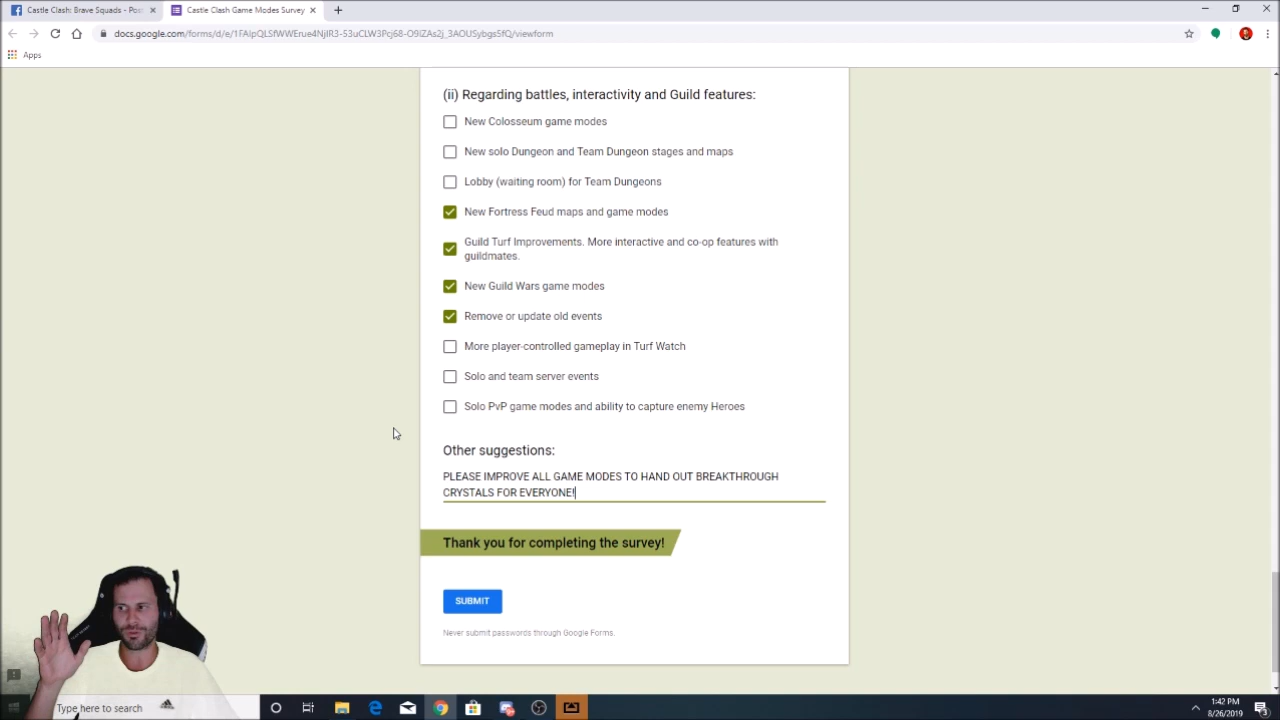 Castle Clash: Brave Squads - Pos
Castle Clash Game Modes Survey
docs.google.com/forms/d/e/1FAIpQLSfWWErue4NjIR3-53uCLW3Pcj68-O9lZAs2j_3AOUSybgs5fQ/viewform
Apps
(ii) Regarding battles, interactivity and Guild features:
New Colosseum game modes
New solo Dungeon and Team Dungeon stages and maps
Lobby (waiting room) for Team Dungeons
New Fortress Feud maps and game modes
Guild Turf Improvements. More interactive and co-op features with
guildmates.
New Guild Wars game modes
Remove or update old events
More player-controlled gameplay in Turf Watch
Solo and team server events
Solo PvP game modes and ability to capture enemy Heroes
Other suggestions:
PLEASE IMPROVE ALL GAME MODES TO HAND OUT BREAKTHROUGH
CRYSTALS FOR EVERYONE!
Thank you for completing the survey!
SUBMIT
Never submit passwords through Google Forms.
Type here to search
1:42 PM
8/26/2019